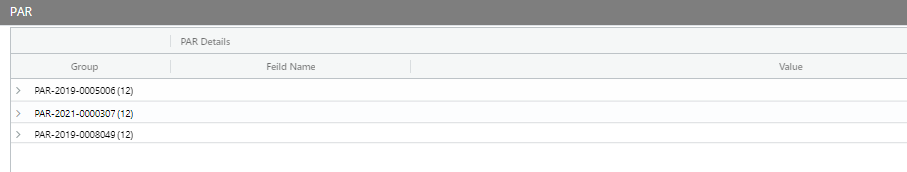 PAR
PAR Details
Group Feild Name Value
PAR-2019-0005006 (12)
PAR-2021-0000307 (12)
PAR-2019-0008049 (12)